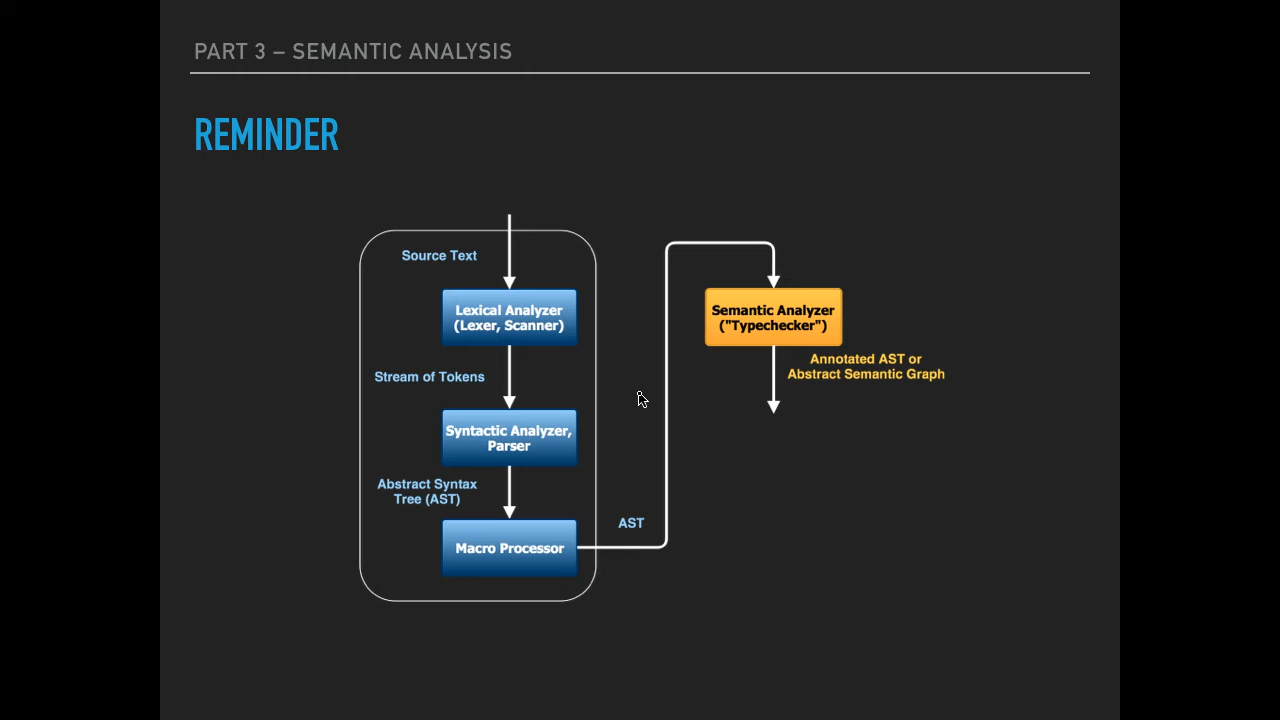 PART 3 – SEMANTIC ANALYSIS
REMINDER
Source Text
Lexical Analyzer
(Lexer, Scanner)
Stream of Tokens
Syntactic Analyzer,
Parser
Abstract Syntax
Tree (AST)
Macro Processor
AST
Semantic Analyzer
("Typechecker")
Annotated AST or
Abstract Semantic Graph